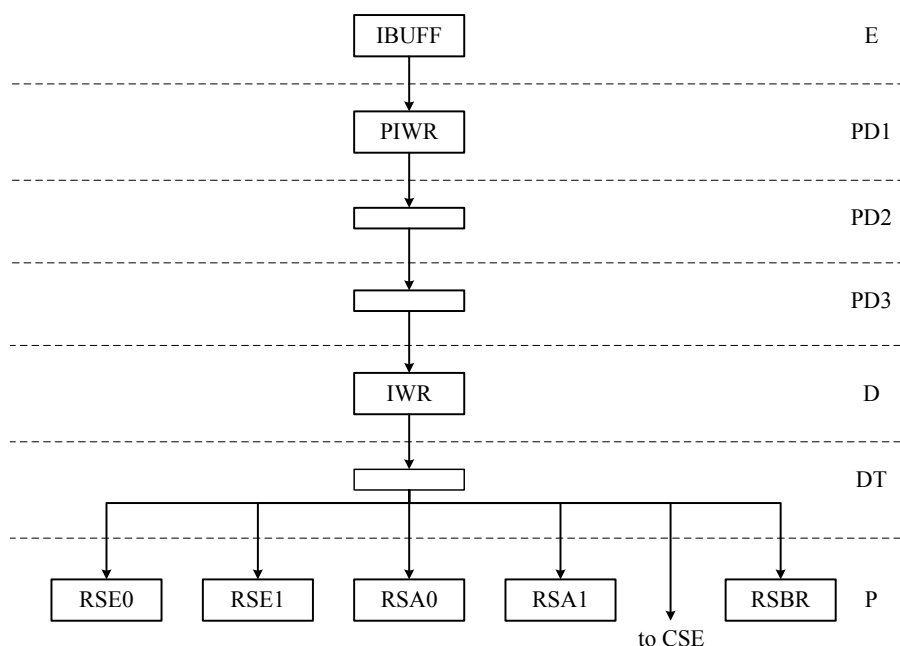 IBUFF E
PIWR PD1
PD2
PD3
IWR D
DT
RSE0 RSE1 RSA0 RSA1 RSBR P
to CSE